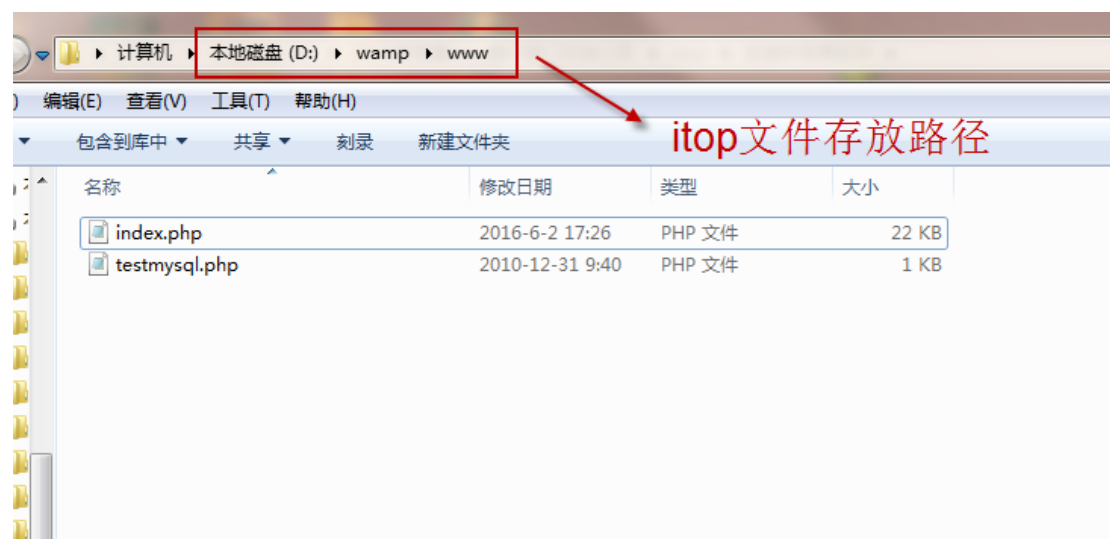 计算机 本地磁盘 (D:) wamp www
) 编辑(E) 查看(V) 工具(T) 帮助(H)
包含到库中 共享 刻录 新建文件夹
itop文件存放路径
名称 修改日期 类型 大小
index.php 2016-6-2 17:26 PHP 文件 22 KB
testmysql.php 2010-12-31 9:40 PHP 文件 1 KB